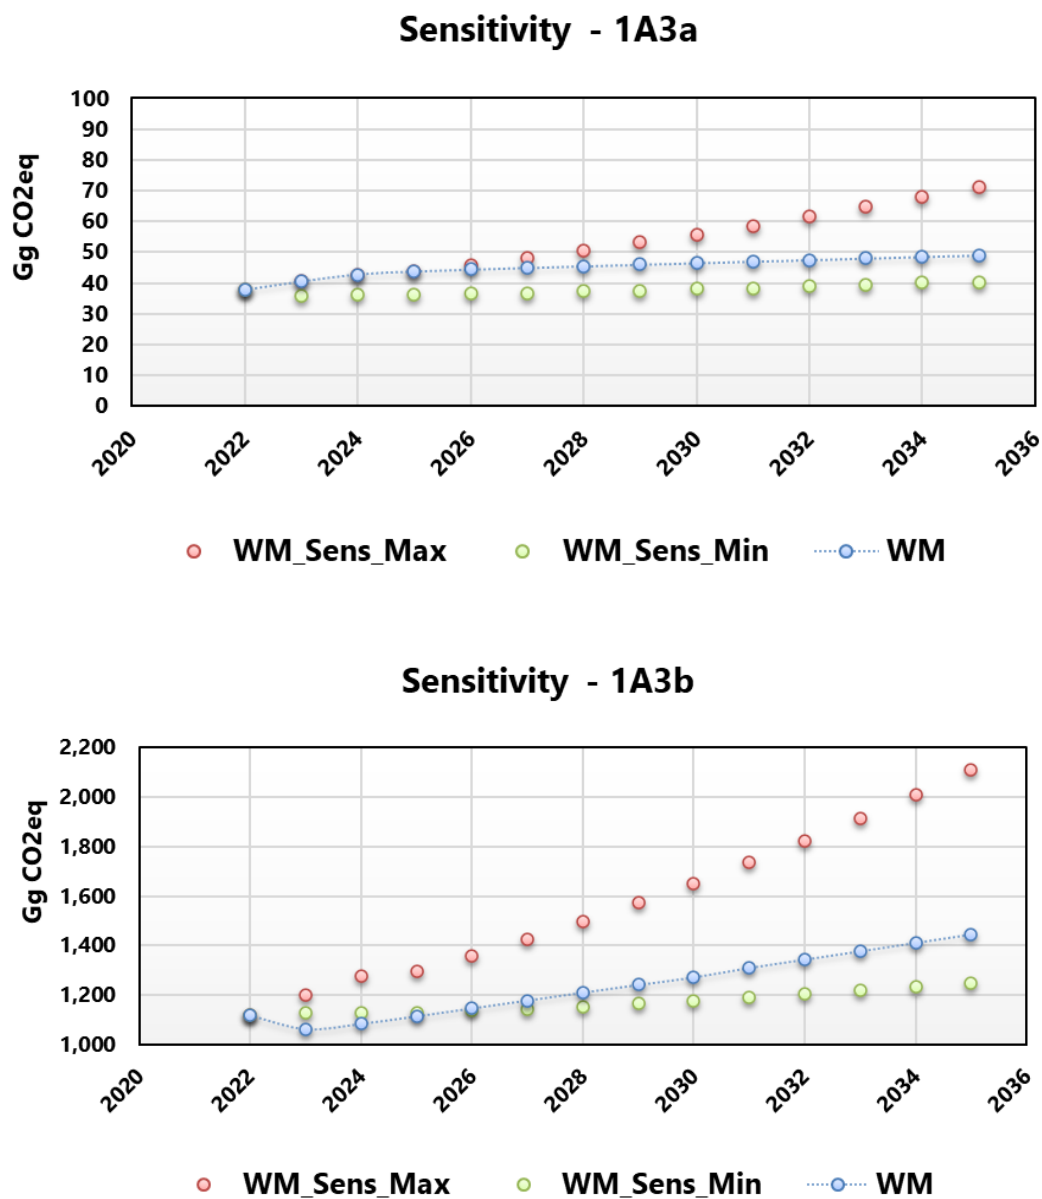 Sensitivity - 1A3a
Gg CO2eq
100
90
80
70
60
50
40
30
20
10
0
2020 2022 2024 2026 2028 2030 2032 2034 2036
WM_Sens_Max WM_Sens_Min WM
Sensitivity - 1A3b
Gg CO2eq
2,200
2,000
1,800
1,600
1,400
1,200
1,000
2020 2022 2024 2026 2028 2030 2032 2034 2036
WM_Sens_Max WM_Sens_Min WM